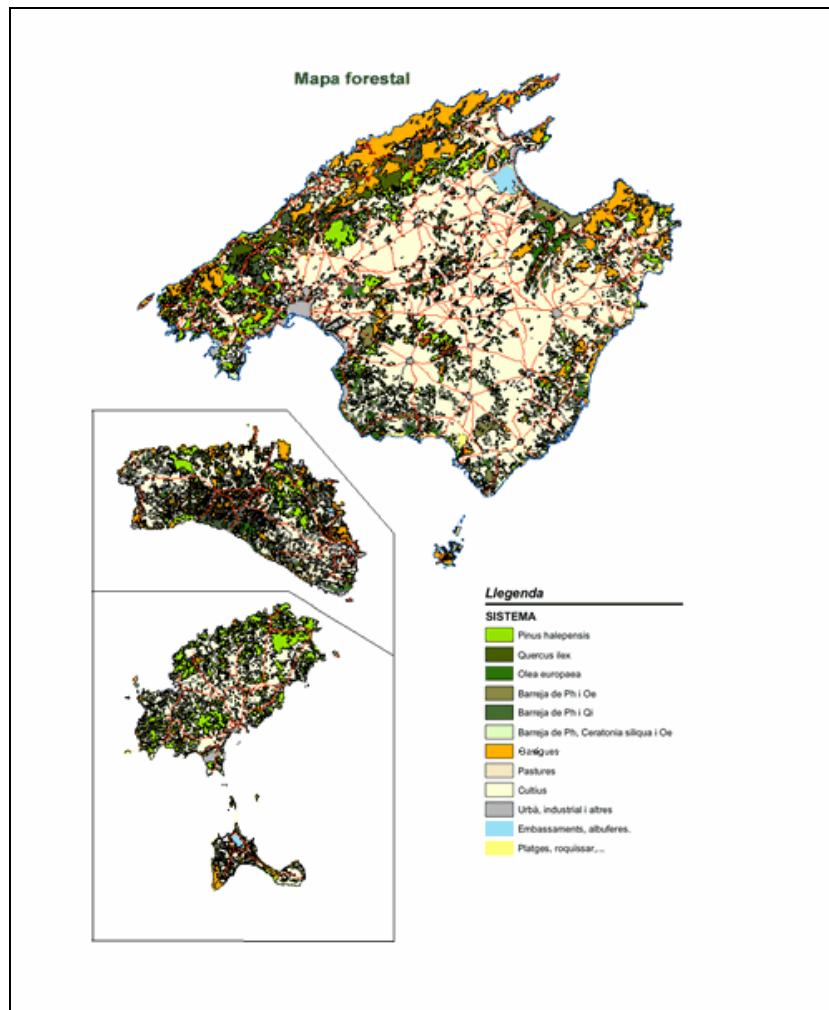 Mapa forestal
Llegenda
SISTEMA
Pinus halepensis
Quercus ilex
Olea europaea
Barreja de Ph i Oe
Barreja de Ph i Qi
Barreja de Ph, Ceratonia siliqua i Oe
Pastures
Cultius
Urbà, industrial i altres
Embassaments, albuferes.
Platges, roquissar,...